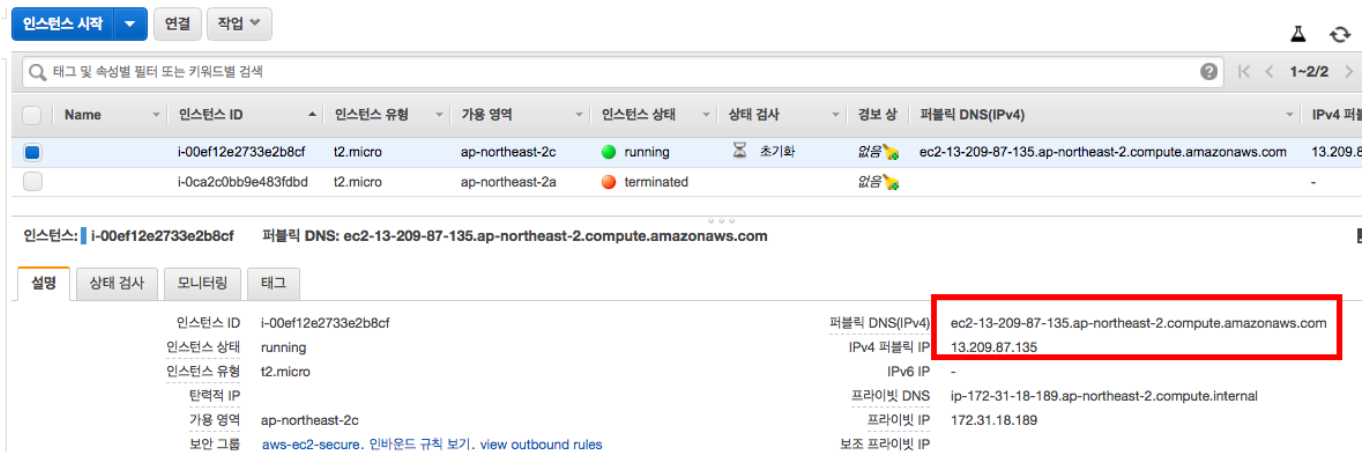 인스턴스 시작 연결 작업
태그 및 속성별 필터 또는 키워드별 검색 1~2/2
Name 인스턴스 ID 인스턴스 유형 가용 영역 인스턴스 상태 상태 검사 경보 상 퍼블릭 DNS(IPv4) IPv4 퍼블
i-00ef12e2733e2b8cf t2.micro ap-northeast-2c running 초기화 없음 ec2-13-209-87-135.ap-northeast-2.compute.amazonaws.com 13.209.8
i-0ca2c0bb9e483fdbd t2.micro ap-northeast-2a terminated 없음 -
인스턴스: i-00ef12e2733e2b8cf 퍼블릭 DNS: ec2-13-209-87-135.ap-northeast-2.compute.amazonaws.com
설명 상태 검사 모니터링 태그
인스턴스 ID i-00ef12e2733e2b8cf 퍼블릭 DNS(IPv4) ec2-13-209-87-135.ap-northeast-2.compute.amazonaws.com
인스턴스 상태 running IPv4 퍼블릭 IP 13.209.87.135
인스턴스 유형 t2.micro IPv6 IP -
탄력적 IP 프라이빗 DNS ip-172-31-18-189.ap-northeast-2.compute.internal
가용 영역 ap-northeast-2c 프라이빗 IP 172.31.18.189
보안 그룹 aws-ec2-secure. 인바운드 규칙 보기. view outbound rules 보조 프라이빗 IP